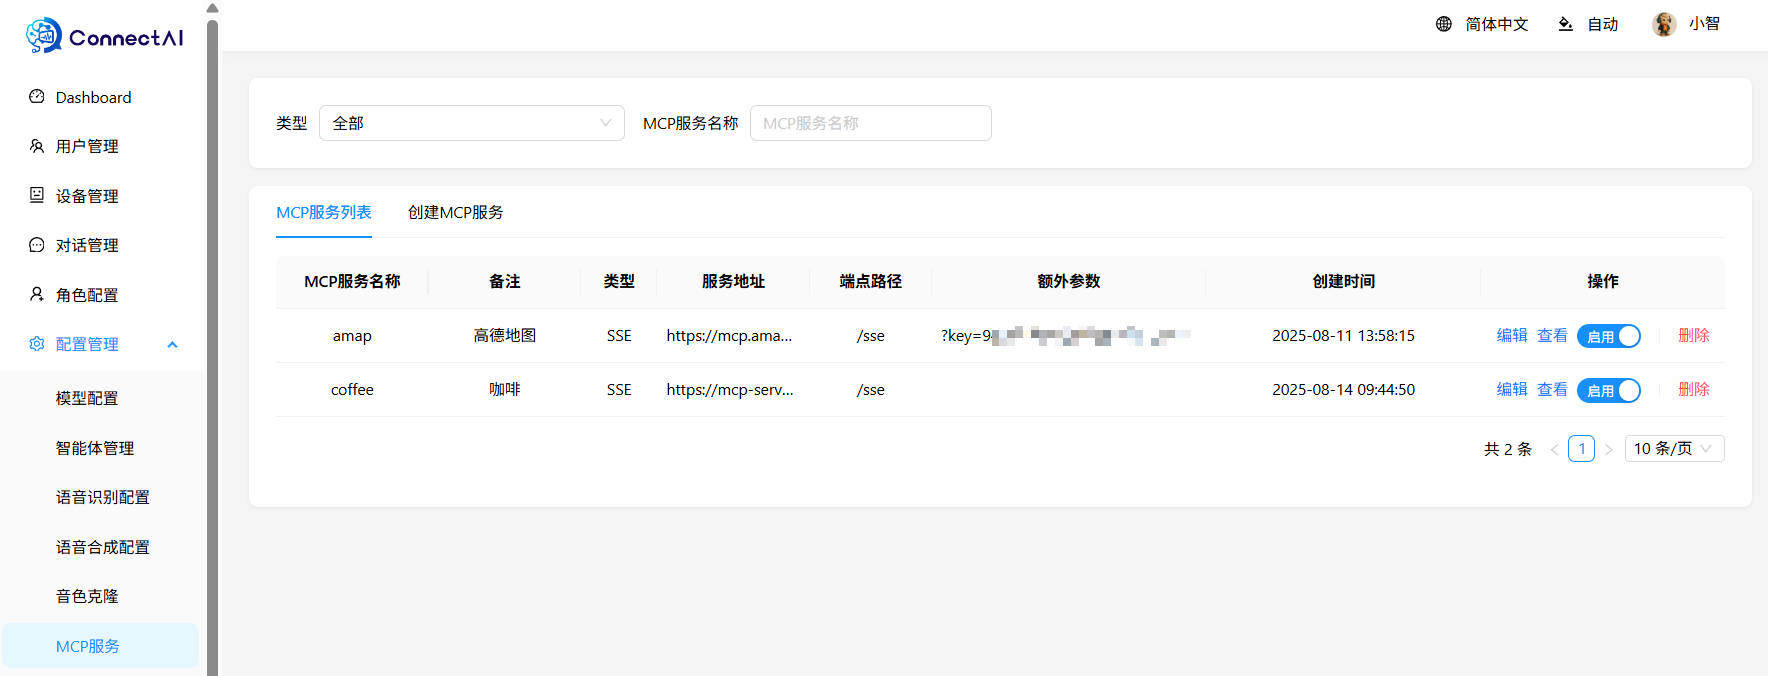 ConnectAI
简体中文
自动
小智
Dashboard
用户管理
设备管理
对话管理
角色配置
配置管理
模型配置
智能体管理
语音识别配置
语音合成配置
音色克隆
MCP服务
类型 全部 MCP服务名称 MCP服务名称
MCP服务列表 创建MCP服务
MCP服务名称 备注 类型 服务地址 端点路径 额外参数 创建时间 操作
amap 高德地图 SSE https://mcp.ama... /sse ?key=9 2025-08-11 13:58:15 编辑 查看 启用 删除
coffee 咖啡 SSE https://mcp-serv... /sse 2025-08-14 09:44:50 编辑 查看 启用 删除
共 2 条 < 1 > 10 条/页